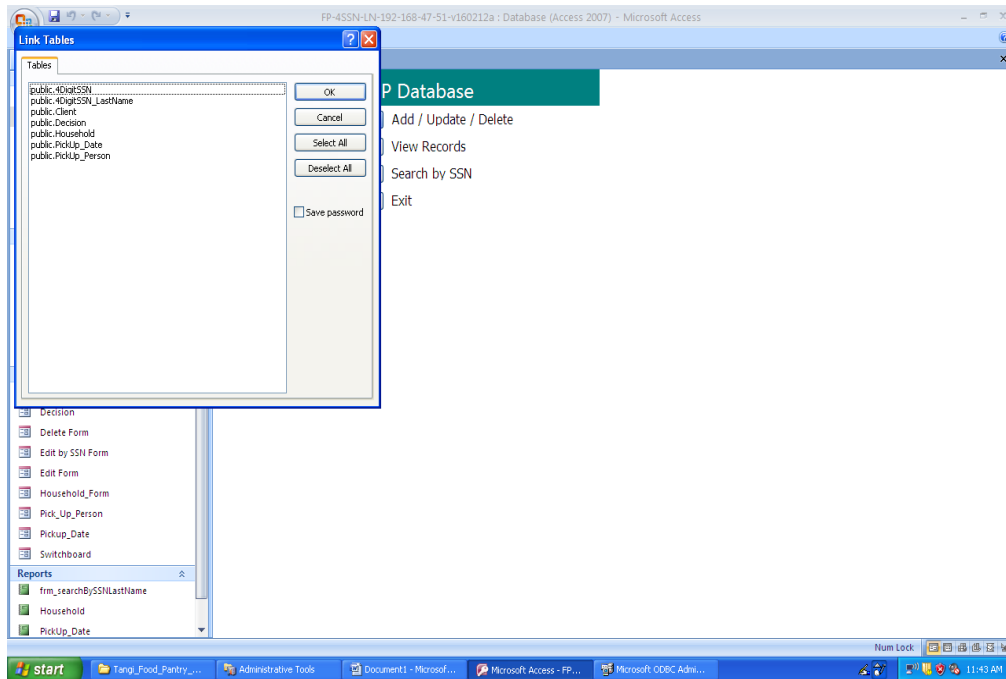 FP-4SSN-LN-192-168-47-51-v160212a : Database (Access 2007) - Microsoft Access
Link Tables
Tables
public.4DigitSSN
public.4DigitSSN_LastName
public.Client
public.Decision
public.Household
public.PickUp_Date
public.PickUp_Person
OK
Cancel
Select All
Deselect All
Save password
P Database
Add / Update / Delete
View Records
Search by SSN
Exit
Decision
Delete Form
Edit by SSN Form
Edit Form
Household_Form
Pick_Up_Person
Pickup_Date
Switchboard
Reports
frm_searchBySSNLastName
Household
PickUp_Date
Num Lock
start
Tangi_Food_Pantry_...
Administrative Tools
Document1 - Microsof...
Microsoft Access - FP...
Microsoft ODBC Admi...
11:43 AM